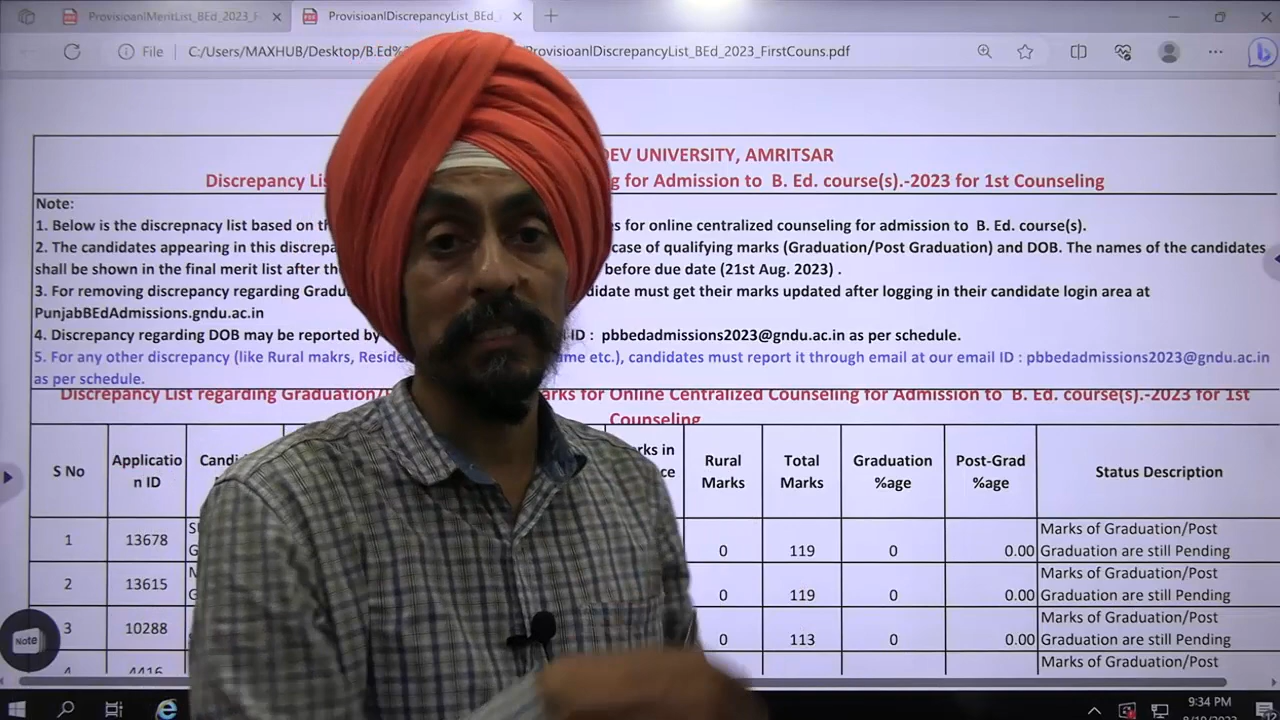 ProvisioanlMeritList_BEd_2023_F
ProvisioanlDiscrepancyList_BEd_
File
C:/Users/MAXHUB/Desktop/B.Ed% ProvisioanlDiscrepancyList_BEd_2023_FirstCouns.pdf
DEV UNIVERSITY, AMRITSAR
Discrepancy Lis g for Admission to B. Ed. course(s).-2023 for 1st Counseling
Note:
1. Below is the discrepnacy list based on th s for online centralized counseling for admission to B. Ed. course(s).
2. The candidates appearing in this discrepa case of qualifying marks (Graduation/Post Graduation) and DOB. The names of the candidates
shall be shown in the final merit list after the before due date (21st Aug. 2023) .
3. For removing discrepancy regarding Gradu didate must get their marks updated after logging in their candidate login area at
PunjabBEdAdmissions.gndu.ac.in
4. Discrepancy regarding DOB may be reported by ID : pbbedadmissions2023@gndu.ac.in as per schedule.
5. For any other discrepancy (like Rural makrs, Reside ame etc.), candidates must report it through email at our email ID : pbbedadmissions2023@gndu.ac.in
as per schedule.
Discrepancy List regarding Graduation/ arks for Online Centralized Counseling for Admission to B. Ed. course(s).-2023 for 1st
Counseling
S No Applicatio n ID Candi rks in ce Rural Marks Total Marks Graduation %age Post-Grad %age Status Description
1 13678 0 119 0 0.00 Marks of Graduation/Post
Graduation are still Pending
2 13615 0 119 0 0.00 Marks of Graduation/Post
Graduation are still Pending
3 10288 0 113 0 0.00 Marks of Graduation/Post
Graduation are still Pending
4 4416 Marks of Graduation/Post
Note
9:34 PM